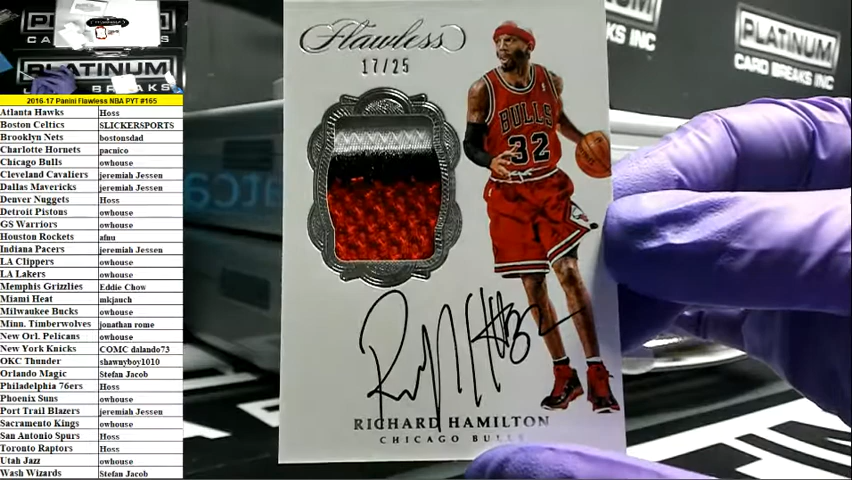 PLATINUM
2016-17 Panini Flawless NBA PYT #165
Atlanta Hawks Hoss
Boston Celtics SLICKERSPORTS
Brooklyn Nets bostonsdad
Charlotte Hornets pacnico
Chicago Bulls owhouse
Cleveland Cavaliers jeremiah Jessen
Dallas Mavericks jeremiah Jessen
Denver Nuggets Hoss
Detroit Pistons owhouse
GS Warriors owhouse
Houston Rockets afnu
Indiana Pacers jeremiah Jessen
LA Clippers owhouse
LA Lakers owhouse
Memphis Grizzlies Eddie Chow
Miami Heat mkjauch
Milwaukee Bucks owhouse
Minn. Timberwolves jonathan rome
New Orl. Pelicans owhouse
New York Knicks COMC dalando73
OKC Thunder shawnyboy1010
Orlando Magic Stefan Jacob
Philadelphia 76ers Hoss
Phoenix Suns owhouse
Port Trail Blazers jeremiah Jessen
Sacramento Kings owhouse
San Antonio Spurs Hoss
Toronto Raptors Hoss
Utah Jazz owhouse
Wash Wizards Stefan Jacob
Flawless
17/25
BULLS
32
RICHARD HAMILTON
CHICAGO BULLS
PLATINUM
CARD BREAKS INC